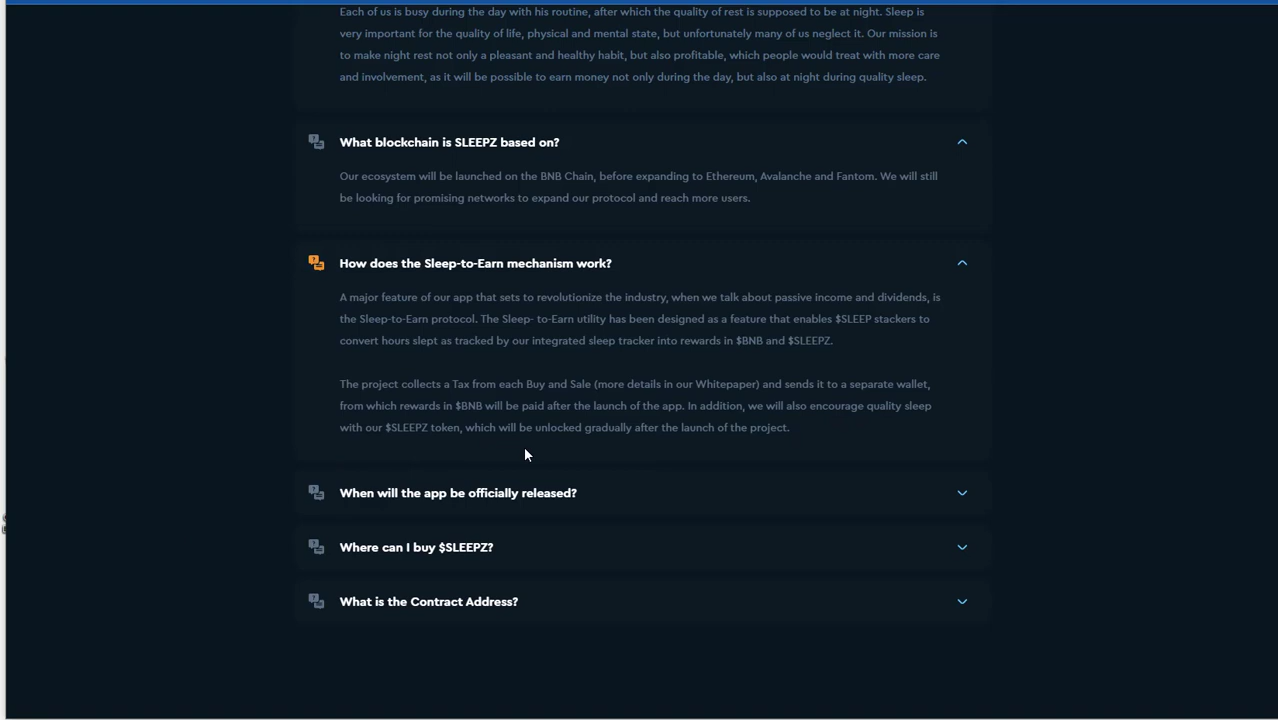 Each of us is busy during the day with his routine, after which the quality of rest is supposed to be at night. Sleep is
very important for the quality of life, physical and mental state, but unfortunately many of us neglect it. Our mission is
to make night rest not only a pleasant and healthy habit, but also profitable, which people would treat with more care
and involvement, as it will be possible to earn money not only during the day, but also at night during quality sleep.
What blockchain is SLEEPZ based on?
Our ecosystem will be launched on the BNB Chain, before expanding to Ethereum, Avalanche and Fantom. We will still
be looking for promising networks to expand our protocol and reach more users.
How does the Sleep-to-Earn mechanism work?
A major feature of our app that sets to revolutionize the industry, when we talk about passive income and dividends, is
the Sleep-to-Earn protocol. The Sleep- to-Earn utility has been designed as a feature that enables $SLEEP stackers to
convert hours slept as tracked by our integrated sleep tracker into rewards in $BNB and $SLEEPZ.
The project collects a Tax from each Buy and Sale (more details in our Whitepaper) and sends it to a separate wallet,
from which rewards in $BNB will be paid after the launch of the app. In addition, we will also encourage quality sleep
with our $SLEEPZ token, which will be unlocked gradually after the launch of the project.
When will the app be officially released?
Where can I buy $SLEEPZ?
What is the Contract Address?